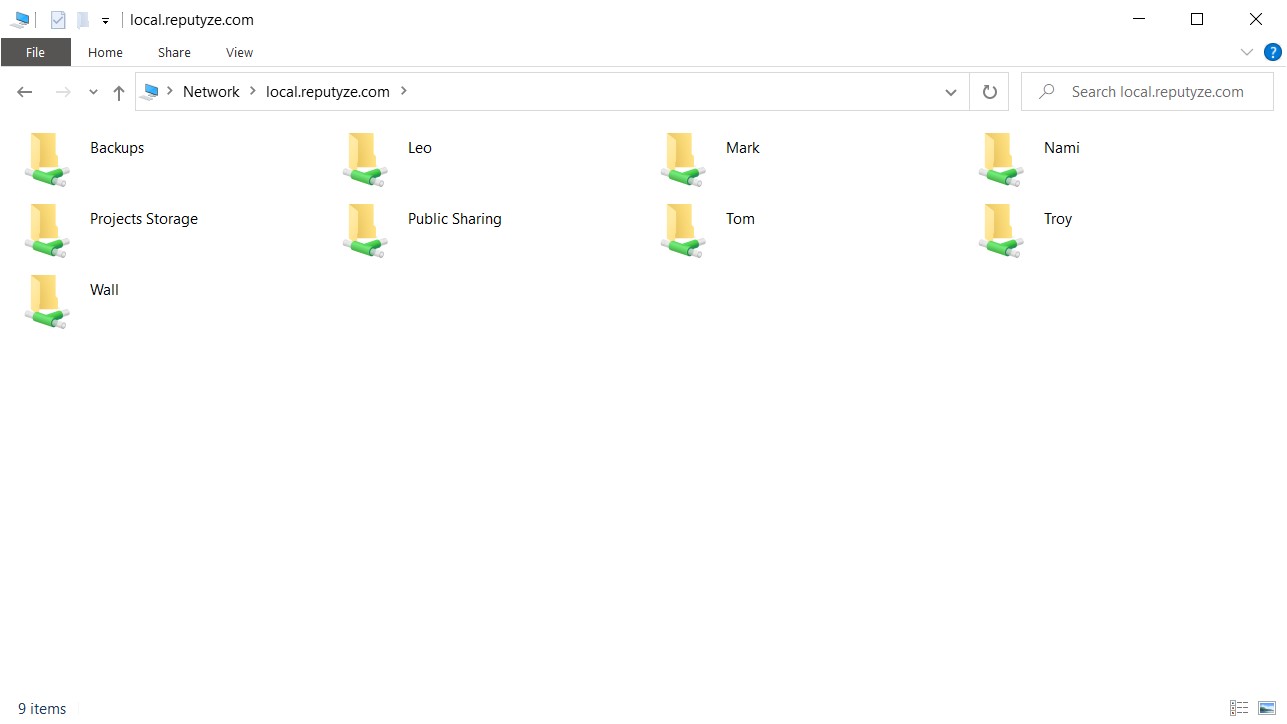 local.reputyze.com
File Home Share View ?
Network local.reputyze.com Search local.reputyze.com
Backups Leo Mark Nami
Projects Storage Public Sharing Tom Troy
Wall
9 items